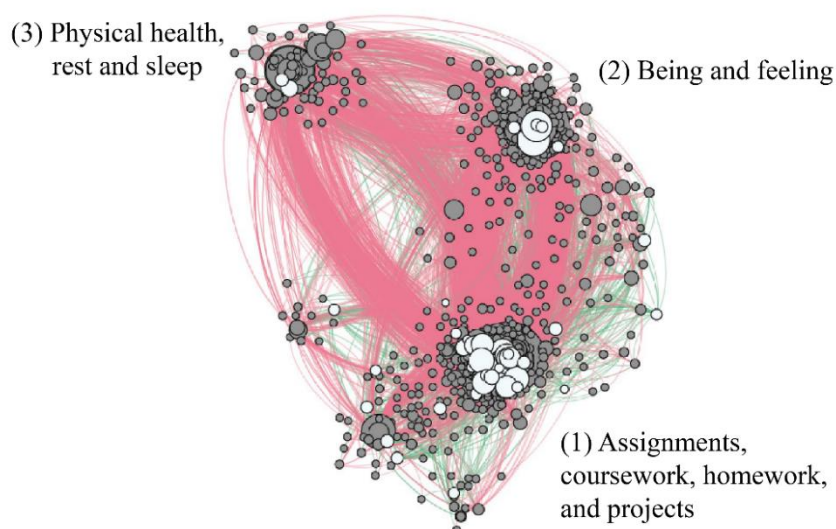 (3) Physical health,
rest and sleep
(2) Being and feeling
(1) Assignments,
coursework, homework,
and projects